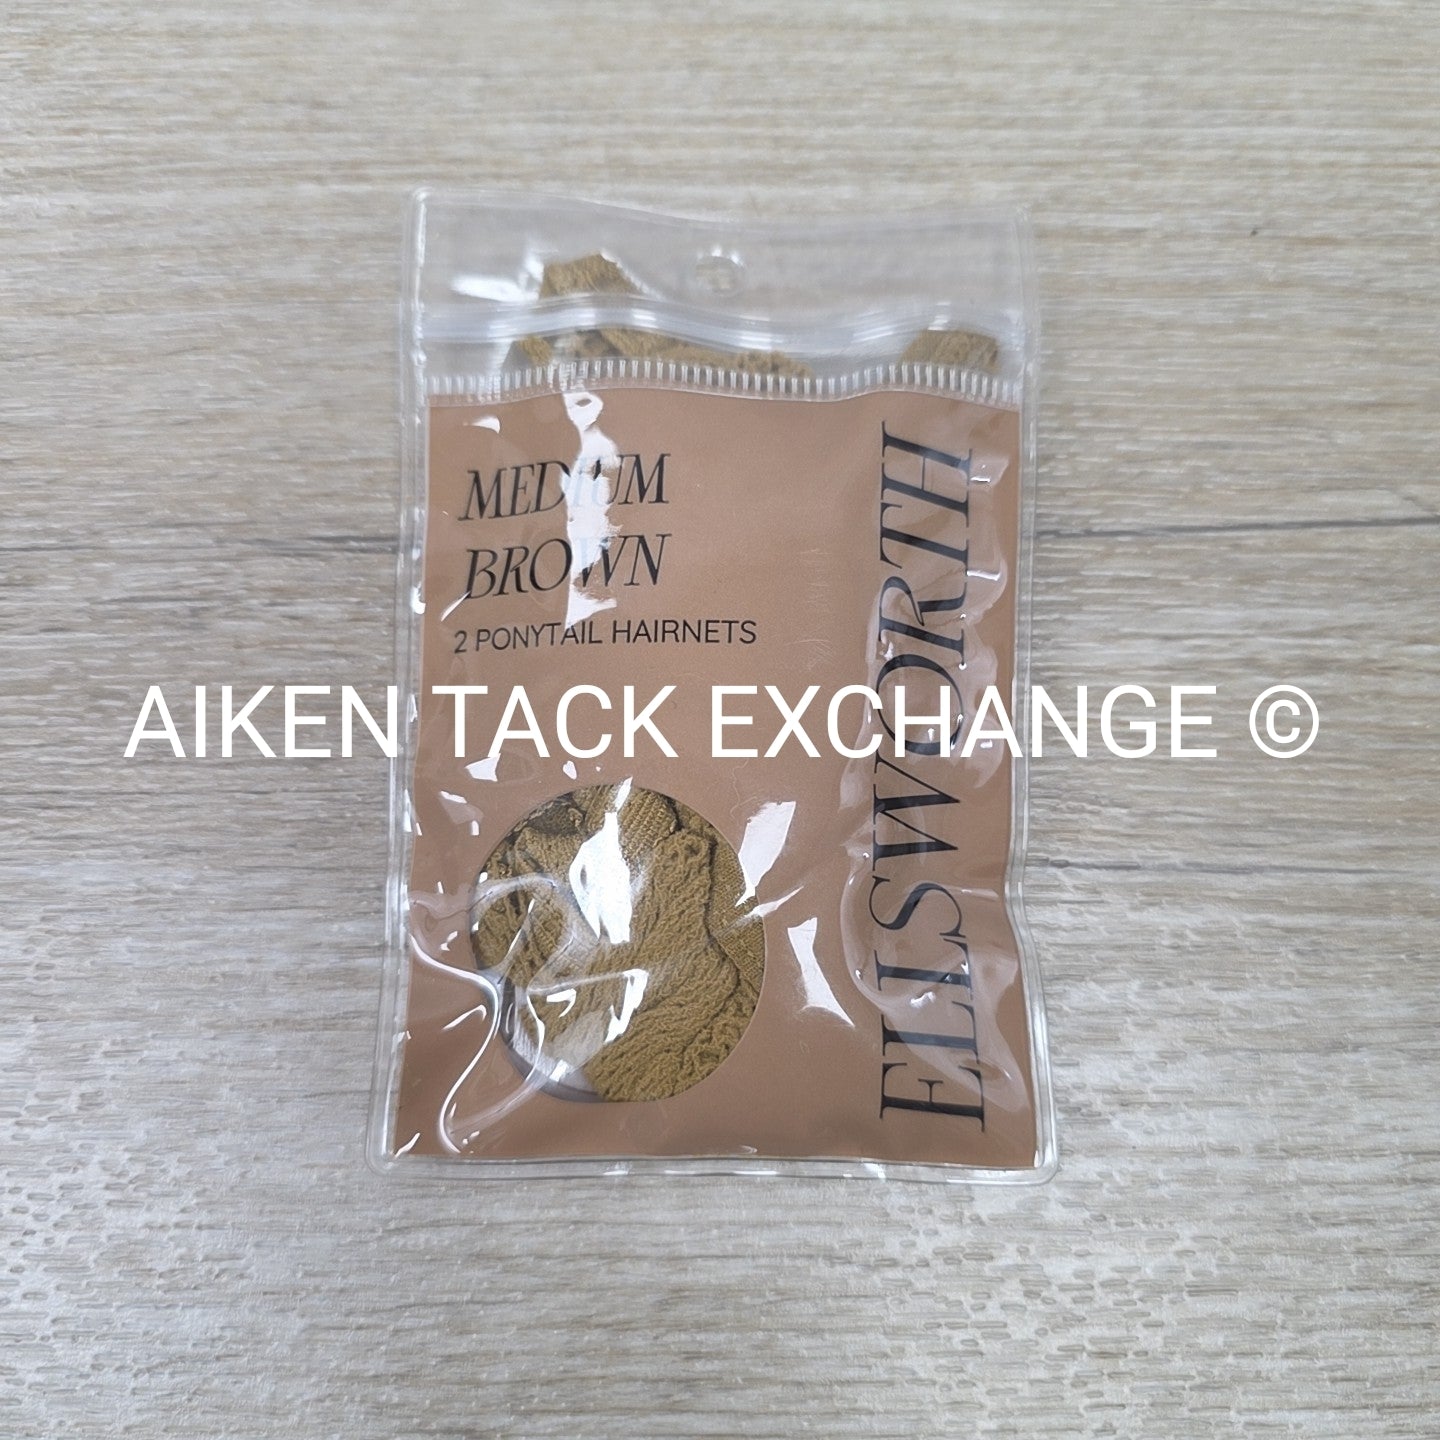 MEDIUM
BROWN
2 PONYTAIL HAIRNETS
ELLSWORTH
AIKEN TACK EXCHANGE ©